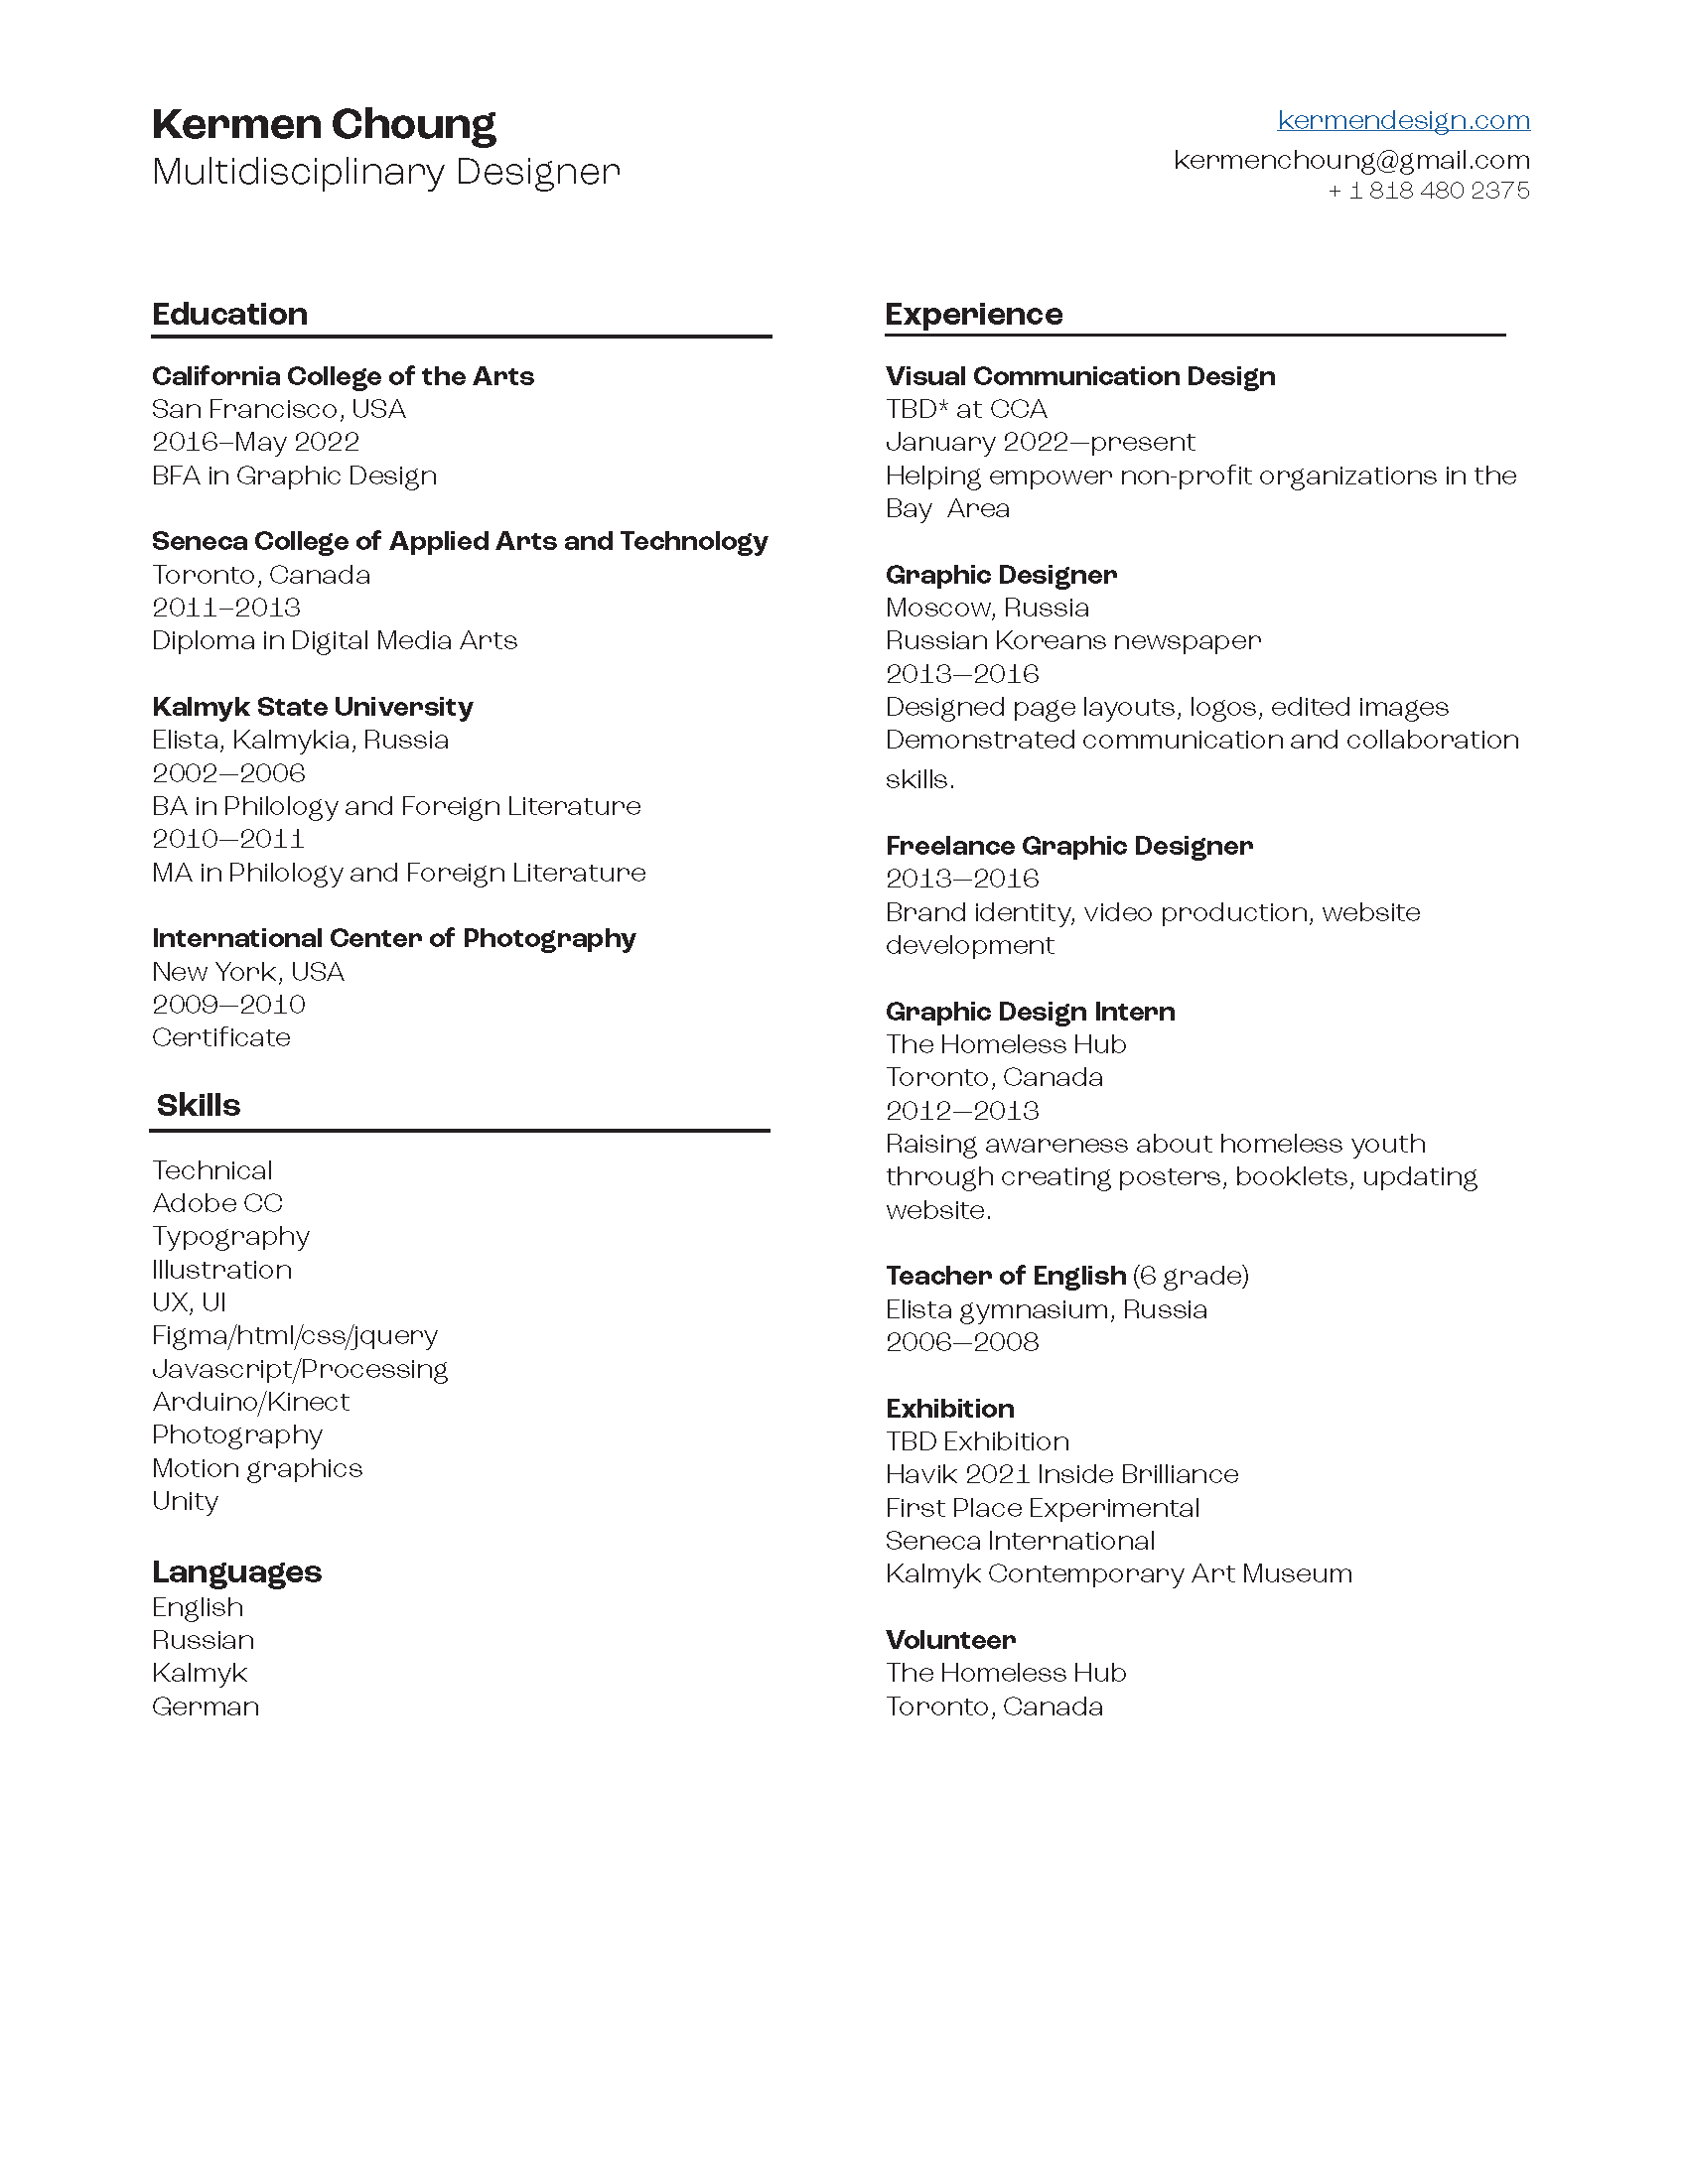 Kermen Choung
Multidisciplinary Designer
kermendesign.com
kermenchoung@gmail.com
+ 1 818 480 2375
Education
California College of the Arts
San Francisco, USA
2016–May 2022
BFA in Graphic Design
Seneca College of Applied Arts and Technology
Toronto, Canada
2011–2013
Diploma in Digital Media Arts
Kalmyk State University
Elista, Kalmykia, Russia
2002—2006
BA in Philology and Foreign Literature
2010—2011
MA in Philology and Foreign Literature
International Center of Photography
New York, USA
2009—2010
Certificate
Skills
Technical
Adobe CC
Typography
Illustration
UX, UI
Figma/html/css/jquery
Javascript/Processing
Arduino/Kinect
Photography
Motion graphics
Unity
Languages
English
Russian
Kalmyk
German
Experience
Visual Communication Design
TBD* at CCA
January 2022—present
Helping empower non-profit organizations in the
Bay  Area
Graphic Designer
Moscow, Russia
Russian Koreans newspaper
2013—2016
Designed page layouts, logos, edited images
Demonstrated communication and collaboration
skills.
Freelance Graphic Designer
2013—2016
Brand identity, video production, website
development
Graphic Design Intern
The Homeless Hub
Toronto, Canada
2012—2013
Raising awareness about homeless youth
through creating posters, booklets, updating
website.
Teacher of English (6 grade)
Elista gymnasium, Russia
2006—2008
Exhibition
TBD Exhibition
Havik 2021 Inside Brilliance
First Place Experimental
Seneca International
Kalmyk Contemporary Art Museum
Volunteer
The Homeless Hub
Toronto, Canada